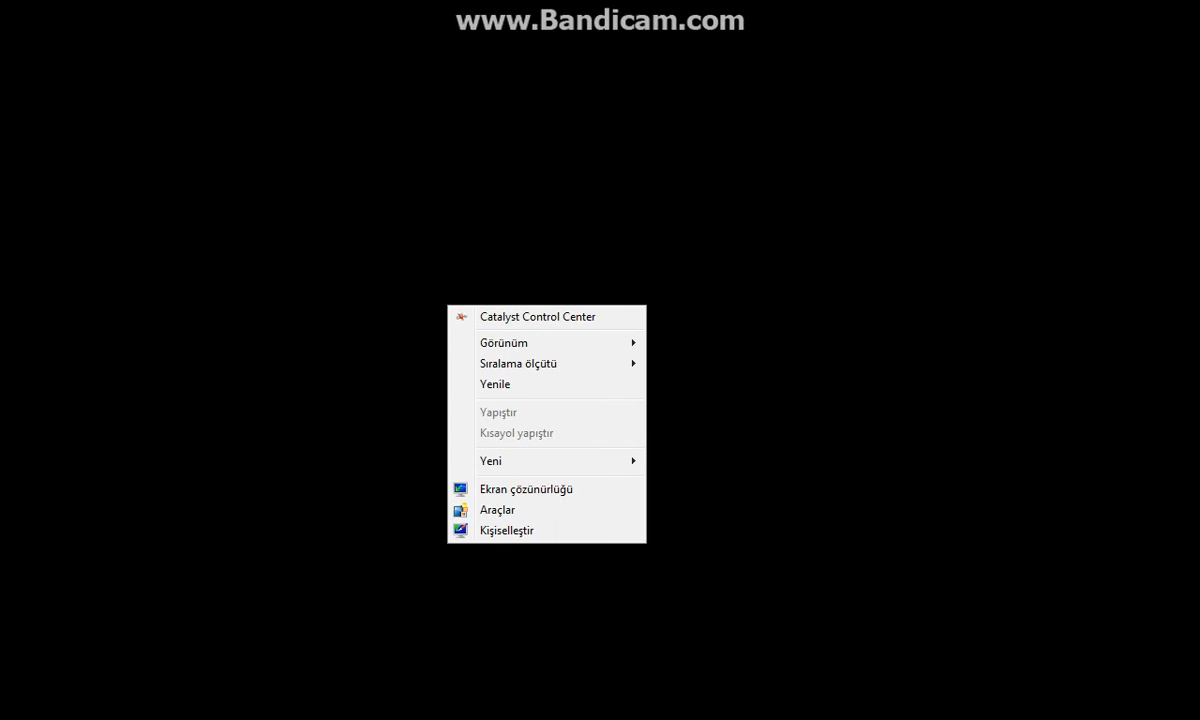 www.Bandicam.com
Catalyst Control Center
Görünüm
Sıralama ölçütü
Yenile
Yapıştır
Kısayol yapıştır
Yeni
Ekran çözünürlüğü
Araçlar
Kişiselleştir